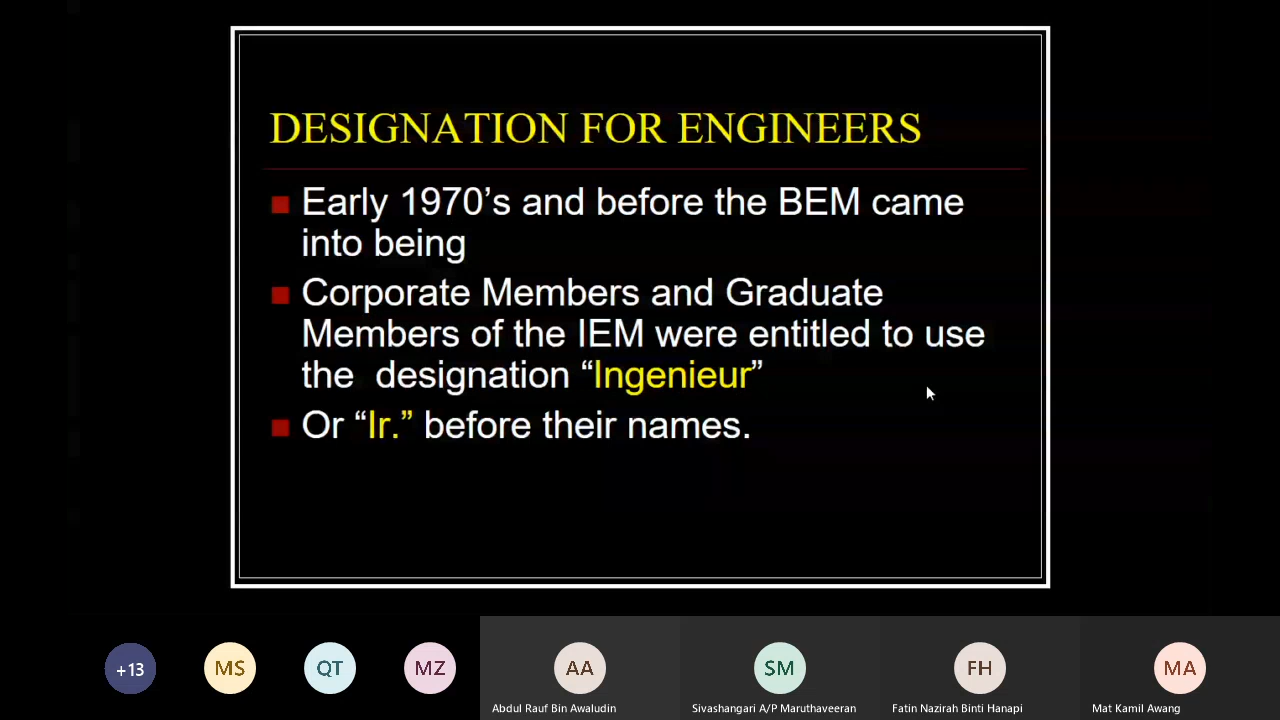 DESIGNATION FOR ENGINEERS
Early 1970’s and before the BEM came
into being
Corporate Members and Graduate
Members of the IEM were entitled to use
the  designation “Ingenieur”
Or “Ir.” before their names.
+13
MS
QT
MZ
AA
SM
FH
MA
Abdul Rauf Bin Awaludin
Sivashangari A/P Maruthaveeran
Fatin Nazirah Binti Hanapi
Mat Kamil Awang